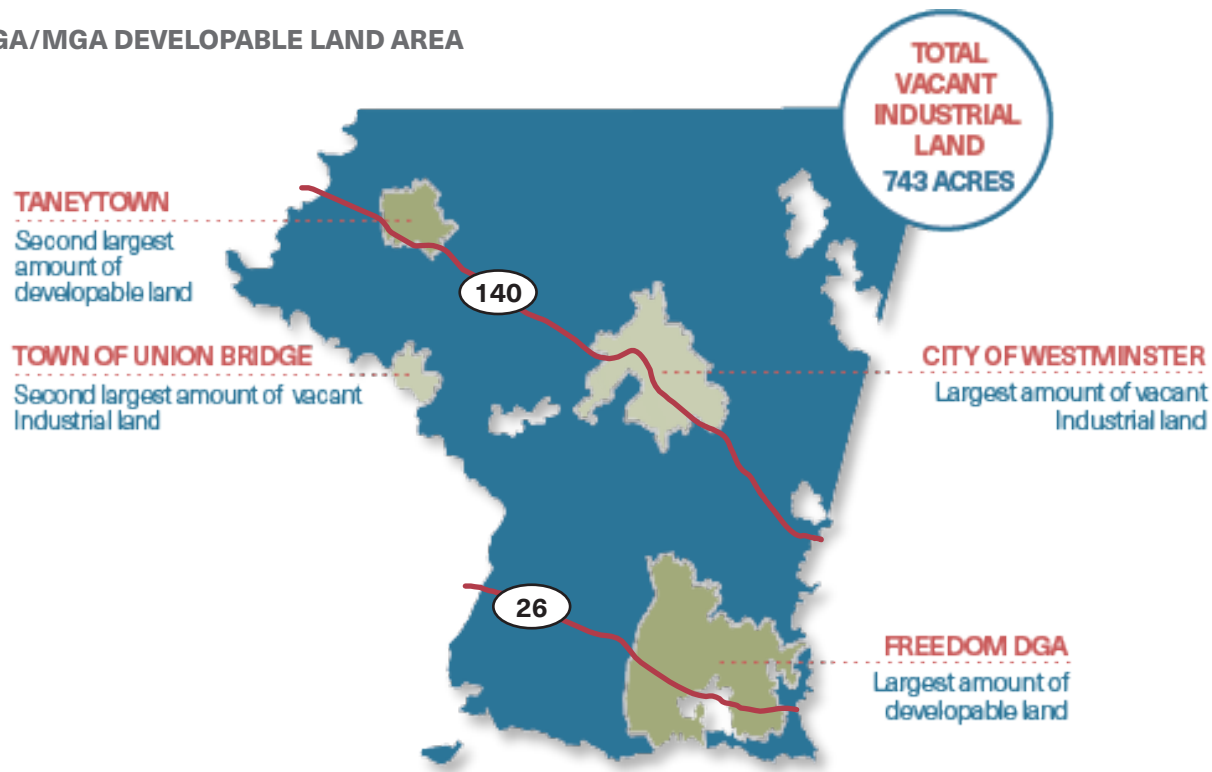 GA/MGA DEVELOPABLE LAND AREA
TOTAL
VACANT
INDUSTRIAL
LAND
743 ACRES
TANEYTOWN
Second largest
amount of
developable land
140
TOWN OF UNION BRIDGE
Second largest amount of vacant
Industrial land
CITY OF WESTMINSTER
Largest amount of vacant
Industrial land
26
FREEDOM DGA
Largest amount of
developable land